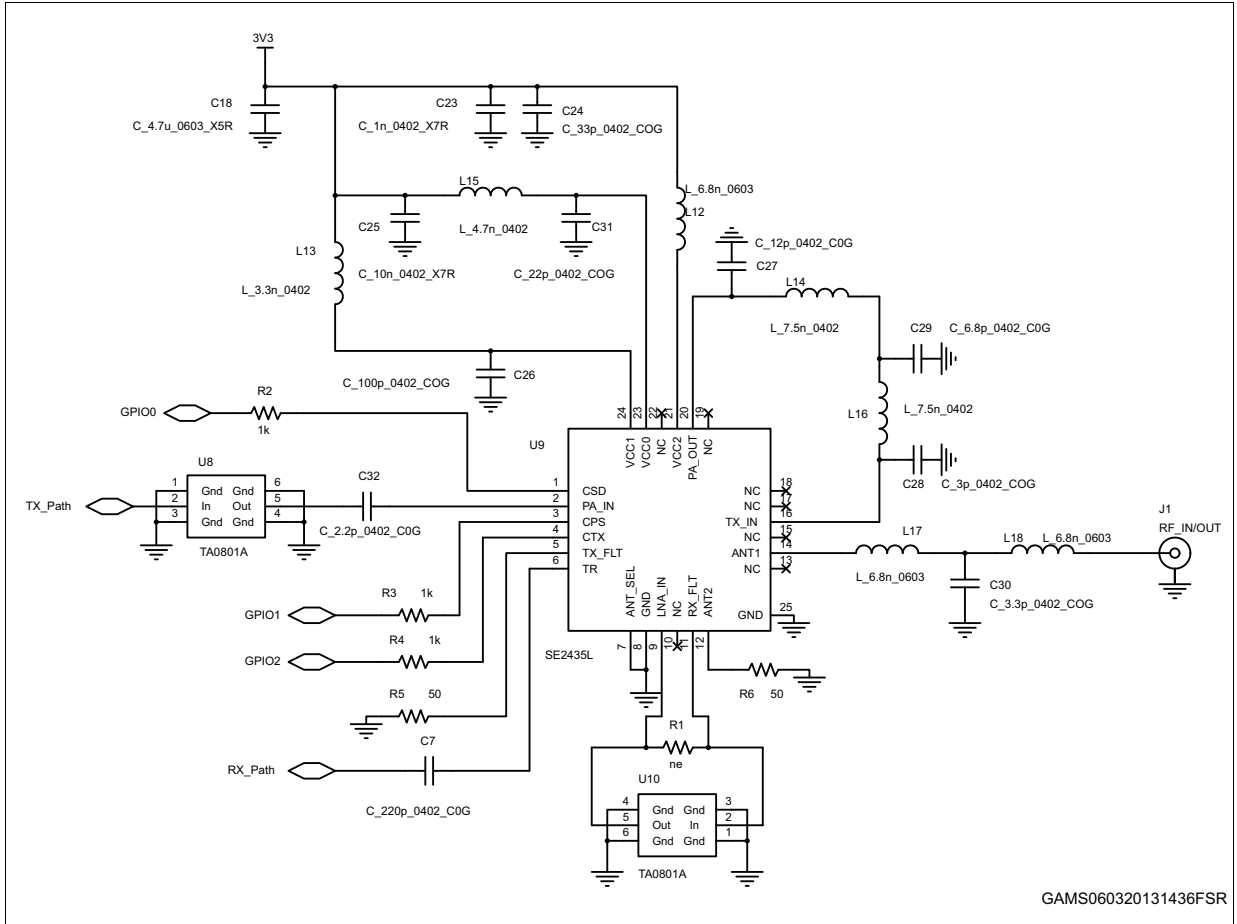 3V3
C18
C_4.7u_0603_X5R
C23
C_1n_0402_X7R
C24
C_33p_0402_COG
L15
L_4.7n_0402
C25
C_10n_0402_X7R
C31
C_22p_0402_COG
L_6.8n_0603
L12
L13
L_3.3n_0402
C_12p_0402_C0G
C27
L14
L_7.5n_0402
C29
C_6.8p_0402_C0G
C_100p_0402_COG
C26
L16
L_7.5n_0402
C28
C_3p_0402_COG
GPIO0
R2
1k
U9
24
23
22
21
20
19
VCC1
VCC0
NC
VCC2
PA_OUT
NC
U8
TX_Path
1
2
3
Gnd
In
Gnd
Gnd
Out
Gnd
6
5
4
TA0801A
C32
C_2.2p_0402_C0G
1
2
3
4
5
6
CSD
PA_IN
CPS
CTX
TX_FLT
TR
NC
NC
TX_IN
NC
ANT1
NC
GND
18
17
16
15
14
13
25
L17
L_6.8n_0603
L18
L_6.8n_0603
C30
C_3.3p_0402_COG
J1
RF_IN/OUT
ANT_SEL
GND
LNA_IN
NC
RX_FLT
ANT2
7
8
9
10
11
12
SE2435L
GPIO1
R3
1k
GPIO2
R4
1k
R5
50
R6
50
RX_Path
C7
C_220p_0402_C0G
R1
ne
U10
4
5
6
Gnd
Out
Gnd
Gnd
In
Gnd
3
2
1
TA0801A
GAMS060320131436FSR